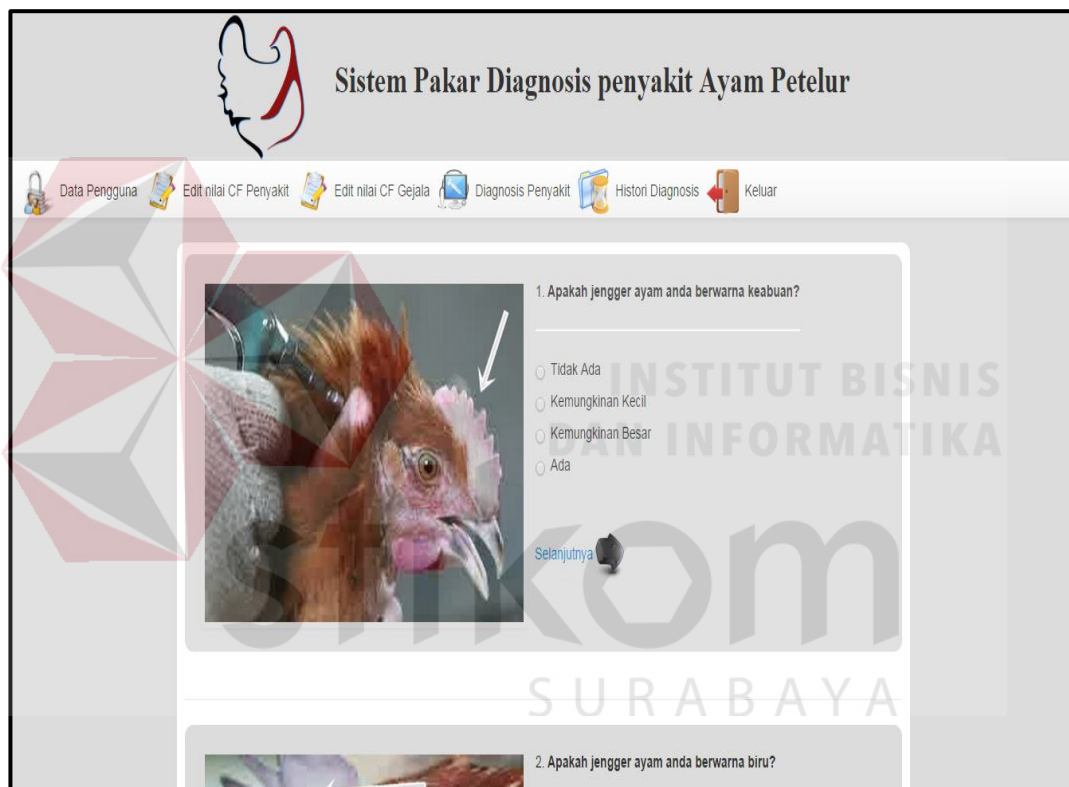 Sistem Pakar Diagnosis penyakit Ayam Petelur
Data Pengguna Edit nilai CF Penyakit Edit nilai CF Gejala Diagnosis Penyakit Histori Diagnosis Keluar
1. Apakah jengger ayam anda berwarna keabuan?
Tidak Ada
Kemungkinan Kecil
Kemungkinan Besar
Ada
Selanjutnya
INSTITUT BISNIS
DAN INFORMATIKA
stikom
SURABAYA
2. Apakah jengger ayam anda berwarna biru?